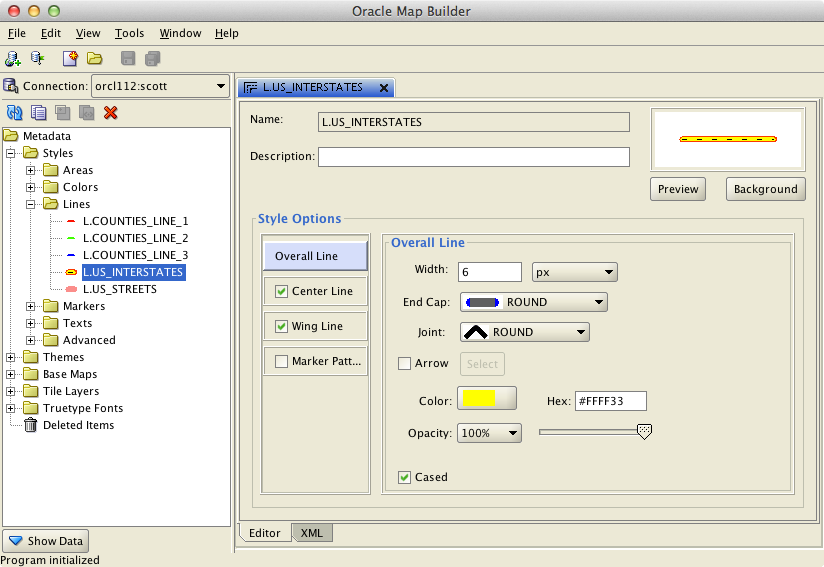 Oracle Map Builder
File Edit View Tools Window Help
Connection: orcl112:scott
Metadata
Styles
Areas
Colors
Lines
L.COUNTIES_LINE_1
L.COUNTIES_LINE_2
L.COUNTIES_LINE_3
L.US_INTERSTATES
L.US_STREETS
Markers
Texts
Advanced
Themes
Base Maps
Tile Layers
Truetype Fonts
Deleted Items
Show Data
Program initialized
L.US_INTERSTATES
Name: L.US_INTERSTATES
Description:
Preview Background
Style Options
Overall Line
Center Line
Wing Line
Marker Patt...
Overall Line
Width: 6 px
End Cap: ROUND
Joint: ROUND
Arrow Select
Color: Hex: #FFFF33
Opacity: 100%
Cased
Editor XML